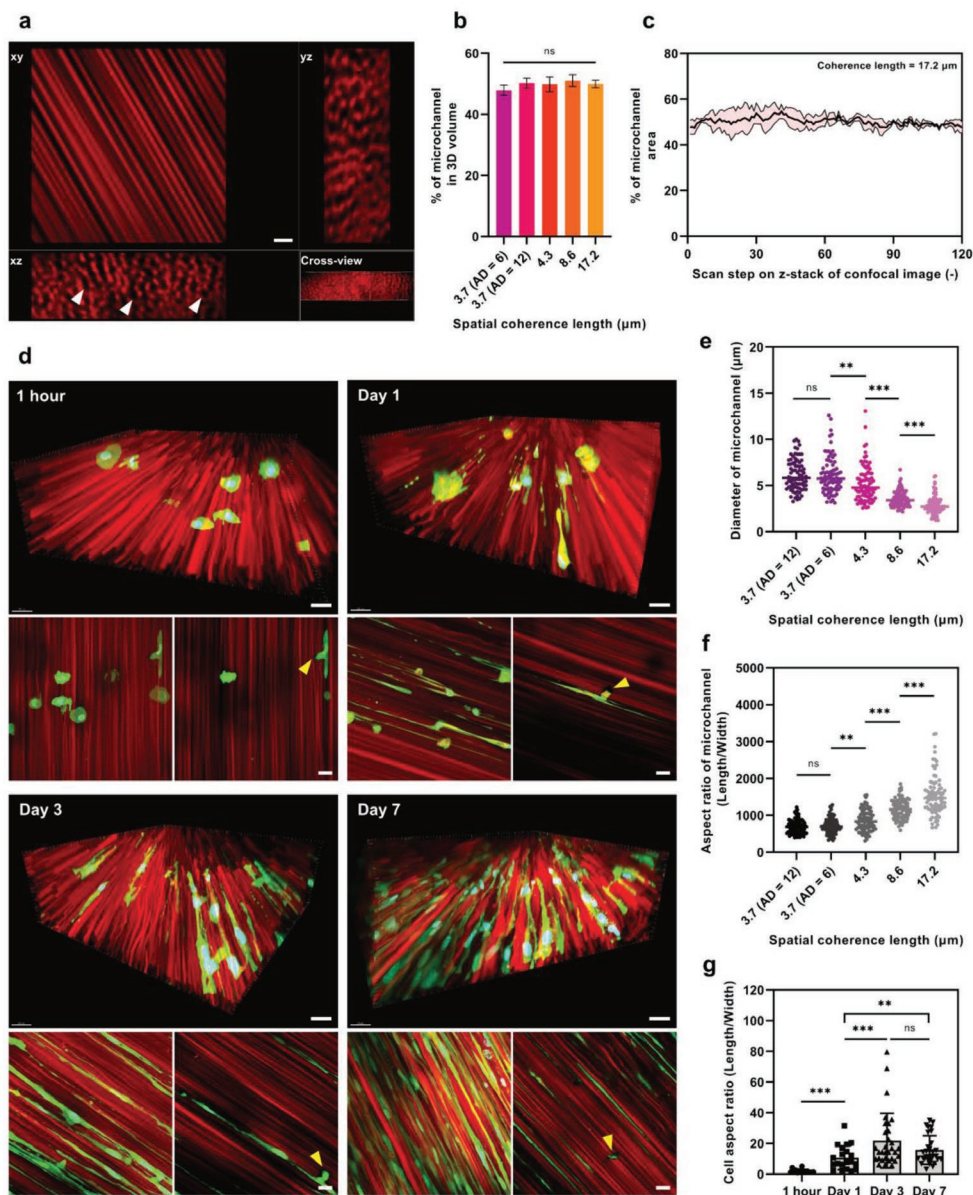 a
xy
yz
xz
Cross-view
b
% of microchannel
in 3D volume
60
40
20
0
ns
3.7 (AD = 6)
3.7 (AD = 12)
4.3
8.6
17.2
Spatial coherence length (µm)
c
% of microchannel
area
80
60
40
20
0
Coherence length = 17.2 µm
0
30
60
90
120
Scan step on z-stack of confocal image (-)
d
1 hour
Day 1
Day 3
Day 7
e
Diameter of microchannel (µm)
20
15
10
5
0
ns
**
***
***
3.7 (AD = 12)
3.7 (AD = 6)
4.3
8.6
17.2
Spatial coherence length (µm)
f
Aspect ratio of microchannel
(Length/Width)
5000
4000
3000
2000
1000
0
ns
**
***
***
3.7 (AD = 12)
3.7 (AD = 6)
4.3
8.6
17.2
Spatial coherence length (µm)
g
Cell aspect ratio (Length/Width)
120
100
80
60
40
20
0
***
***
**
ns
1 hour
Day 1
Day 3
Day 7